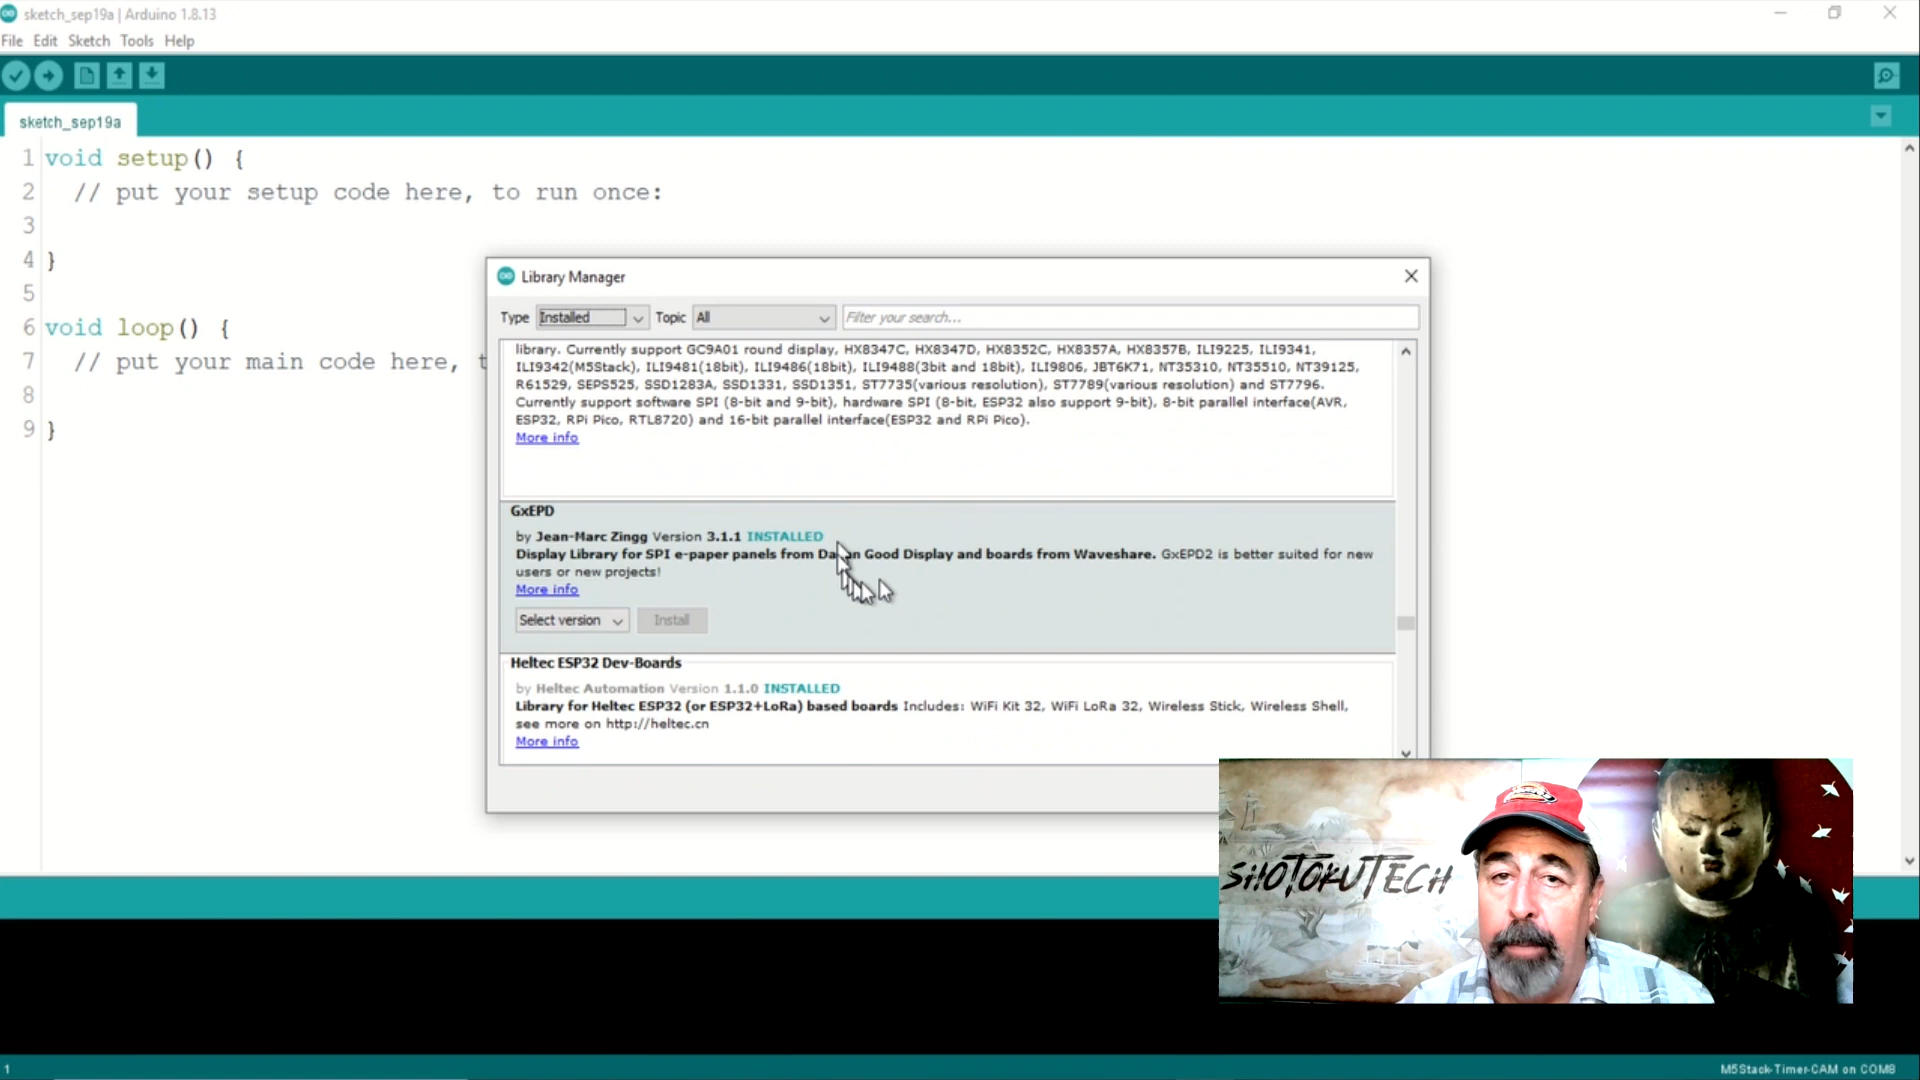 sketch_sep19a | Arduino 1.8.13
File Edit Sketch Tools Help
sketch_sep19a
1 void setup() {
2 // put your setup code here, to run once:
3
4 }
5
6 void loop() {
7 // put your main code here, t
8
9 }
Library Manager
Type Installed Topic All Filter your search...
library. Currently support GC9A01 round display, HX8347C, HX8347D, HX8352C, HX8357A, HX8357B, ILI9225, ILI9341,
ILI9342(M5Stack), ILI9481(18bit), ILI9486(18bit), ILI9488(3bit and 18bit), ILI9806, JBT6K71, NT35310, NT35510, NT39125,
R61529, SEPS525, SSD1283A, SSD1331, SSD1351, ST7735(various resolution), ST7789(various resolution) and ST7796.
Currently support software SPI (8-bit and 9-bit), hardware SPI (8-bit, ESP32 also support 9-bit), 8-bit parallel interface(AVR,
ESP32, RPi Pico, RTL8720) and 16-bit parallel interface(ESP32 and RPi Pico).
More info
GxEPD
by Jean-Marc Zingg Version 3.1.1 INSTALLED
Display Library for SPI e-paper panels from Good Display and boards from Waveshare. GxEPD2 is better suited for new
users or new projects!
More info
Select version Install
Heltec ESP32 Dev-Boards
by Heltec Automation Version 1.1.0 INSTALLED
Library for Heltec ESP32 (or ESP32+LoRa) based boards Includes: WiFi Kit 32, WiFi LoRa 32, Wireless Stick, Wireless Shell,
see more on http://heltec.cn
More info
SHOTOKUTECH
1
M5Stack-Timer-CAM on COM8